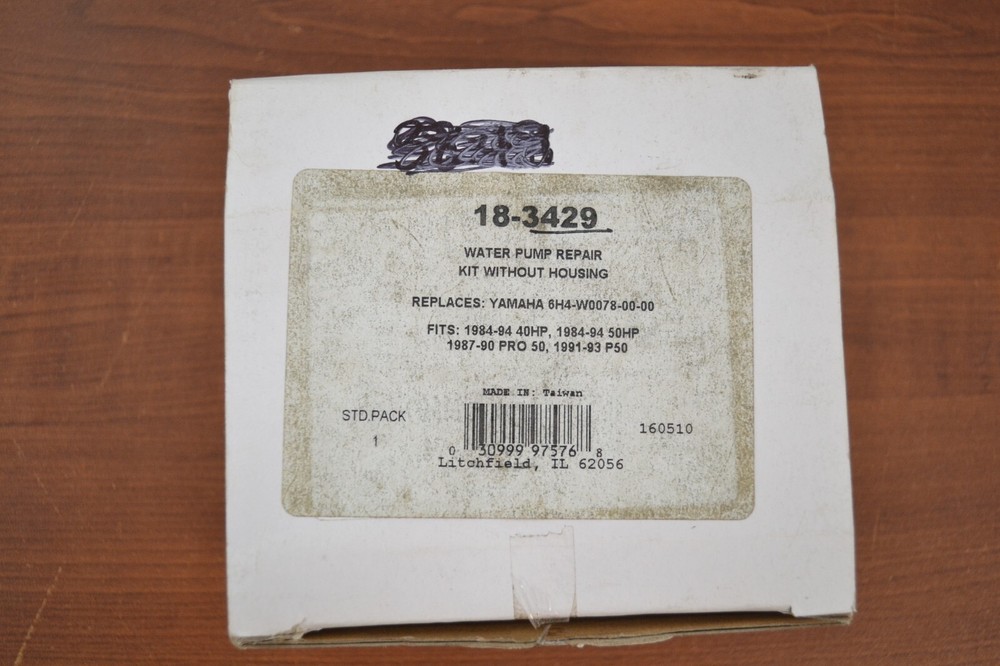 18-3429
WATER PUMP REPAIR
KIT WITHOUT HOUSING
REPLACES: YAMAHA 6H4-W0078-00-00
FITS: 1984-94 40HP, 1984-94 50HP
1987-90 PRO 50, 1991-93 P50
MADE IN: Taiwan
STD.PACK
1
160510
0 30999 97576 8
Litchfield, IL 62056